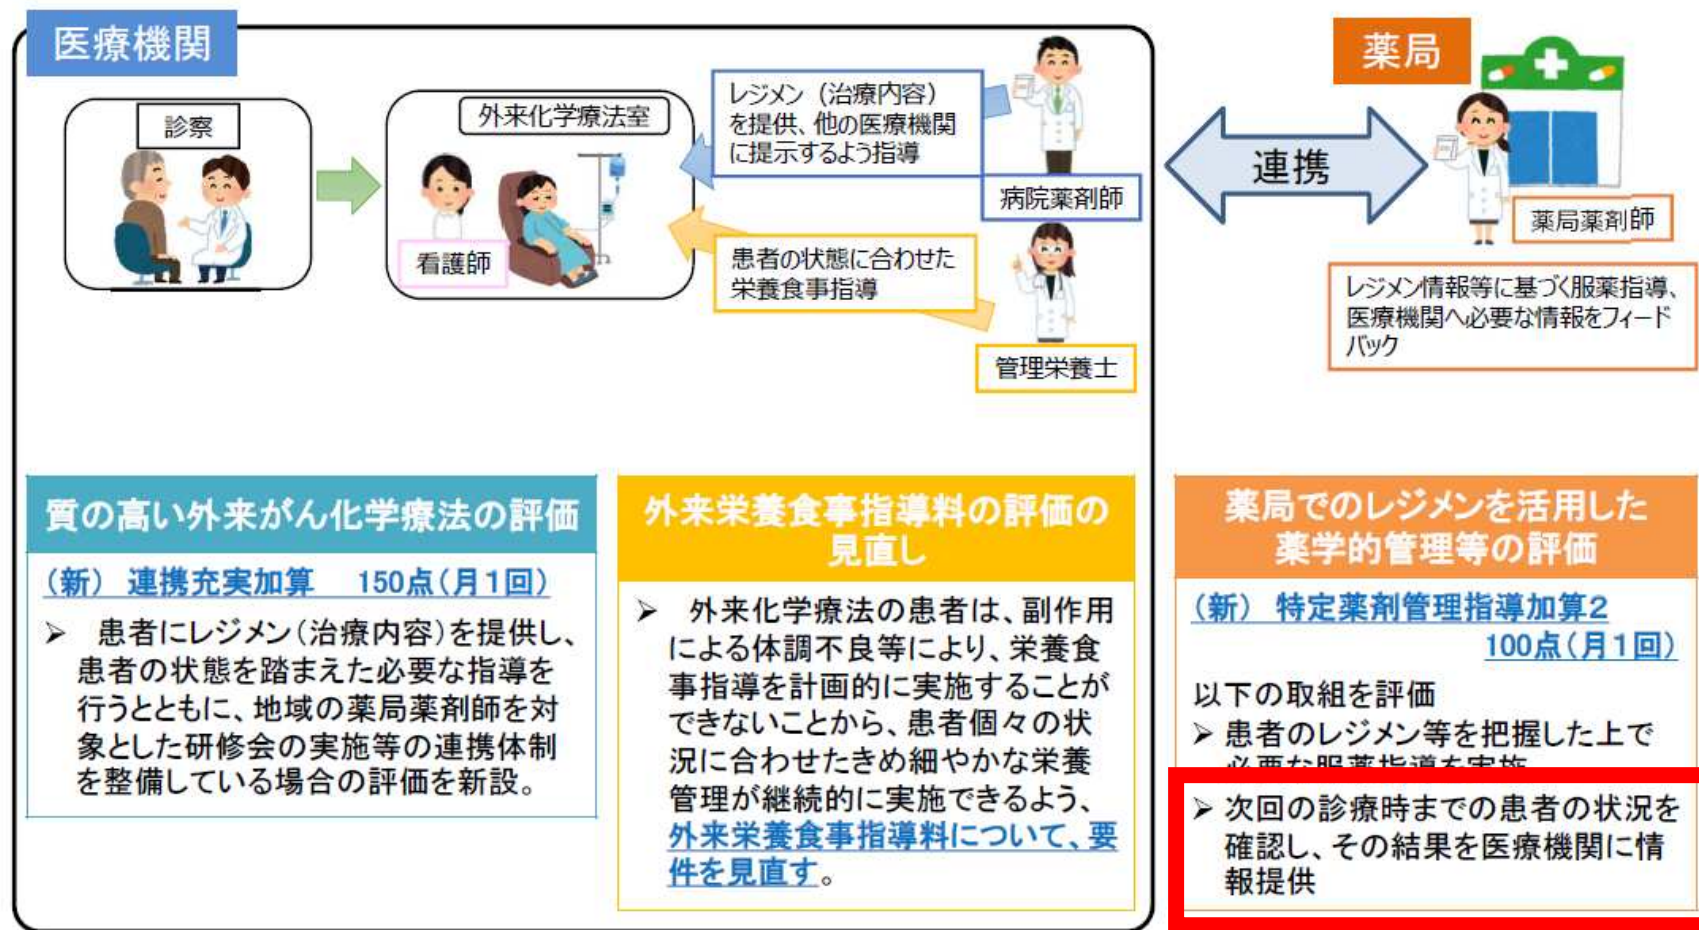 医療機関
診察
外来化学療法室
看護師
レジメン（治療内容）
を提供、他の医療機関
に提示するよう指導
病院薬剤師
患者の状態に合わせた
栄養食事指導
管理栄養士
連携
薬局
薬局薬剤師
レジメン情報等に基づく服薬指導、
医療機関へ必要な情報をフィード
バック
質の高い外来がん化学療法の評価
（新） 連携充実加算 150点（月１回）
➢ 患者にレジメン（治療内容）を提供し、
患者の状態を踏まえた必要な指導を
行うとともに、地域の薬局薬剤師を対
象とした研修会の実施等の連携体制
を整備している場合の評価を新設。
外来栄養食事指導料の評価の
見直し
➢ 外来化学療法の患者は、副作用
による体調不良等により、栄養食
事指導を計画的に実施することが
できないことから、患者個々の状
況に合わせたきめ細やかな栄養
管理が継続的に実施できるよう、
外来栄養食事指導料について、要
件を見直す。
薬局でのレジメンを活用した
薬学的管理等の評価
（新） 特定薬剤管理指導加算２
100点（月１回）
以下の取組を評価
➢ 患者のレジメン等を把握した上で
必要な服薬指導を実施
➢ 次回の診療時までの患者の状況を
確認し、その結果を医療機関に情
報提供